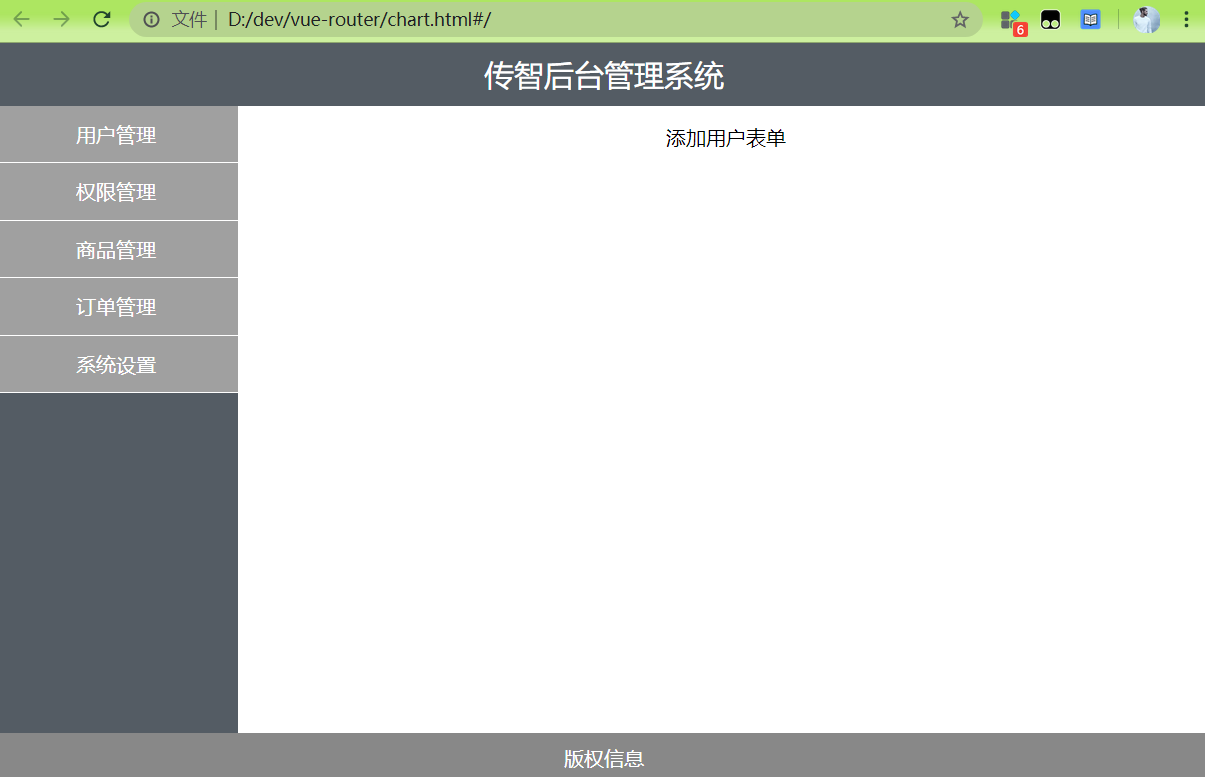 文件 | D:/dev/vue-router/chart.html#/
6
传智后台管理系统
用户管理
添加用户表单
权限管理
商品管理
订单管理
系统设置
版权信息